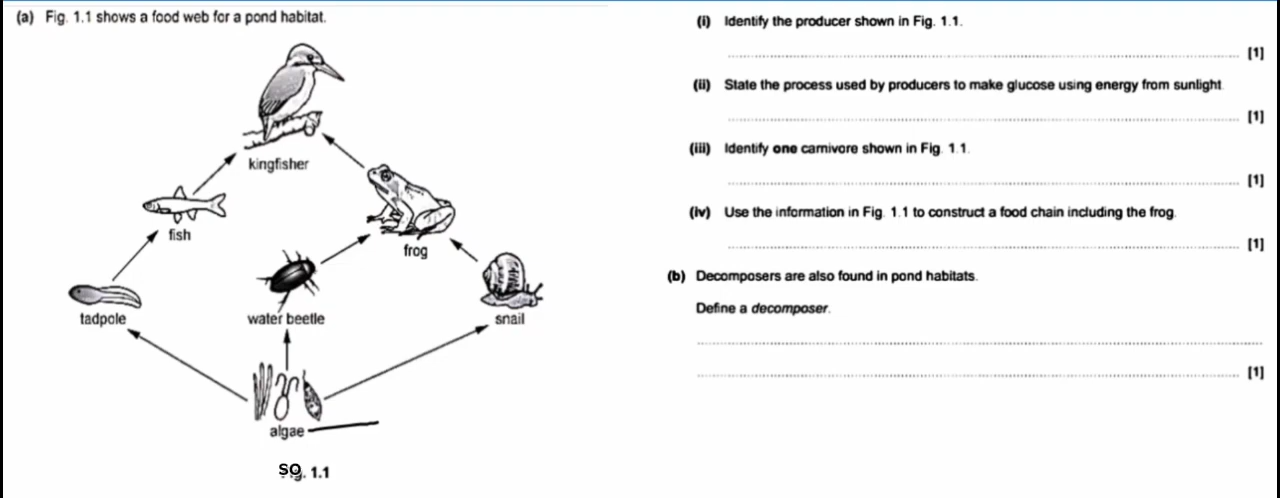 (a) Fig. 1.1 shows a food web for a pond habitat.
kingfisher
fish
frog
tadpole
water beetle
snail
algae
SQ. 1.1
(i) Identify the producer shown in Fig. 1.1.
[1]
(ii) State the process used by producers to make glucose using energy from sunlight
[1]
(iii) Identify one carnivore shown in Fig. 1.1.
[1]
(iv) Use the information in Fig. 1.1 to construct a food chain including the frog.
[1]
(b) Decomposers are also found in pond habitats.
Define a decomposer.
[1]